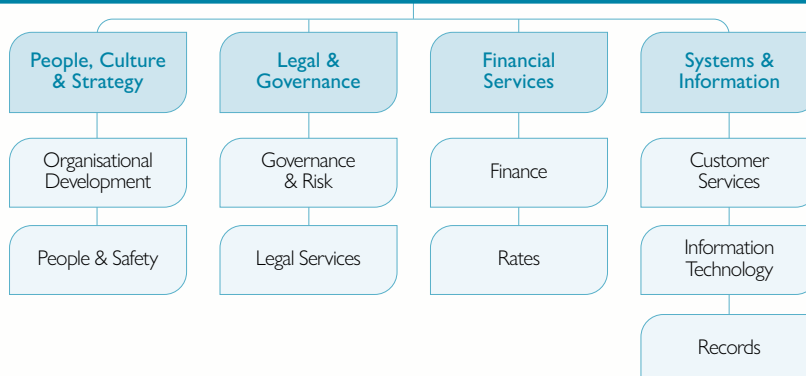 People, Culture
& Strategy
Legal &
Governance
Financial
Services
Systems &
Information
Organisational
Development
Governance
& Risk
Finance
Customer
Services
People & Safety
Legal Services
Rates
Information
Technology
Records